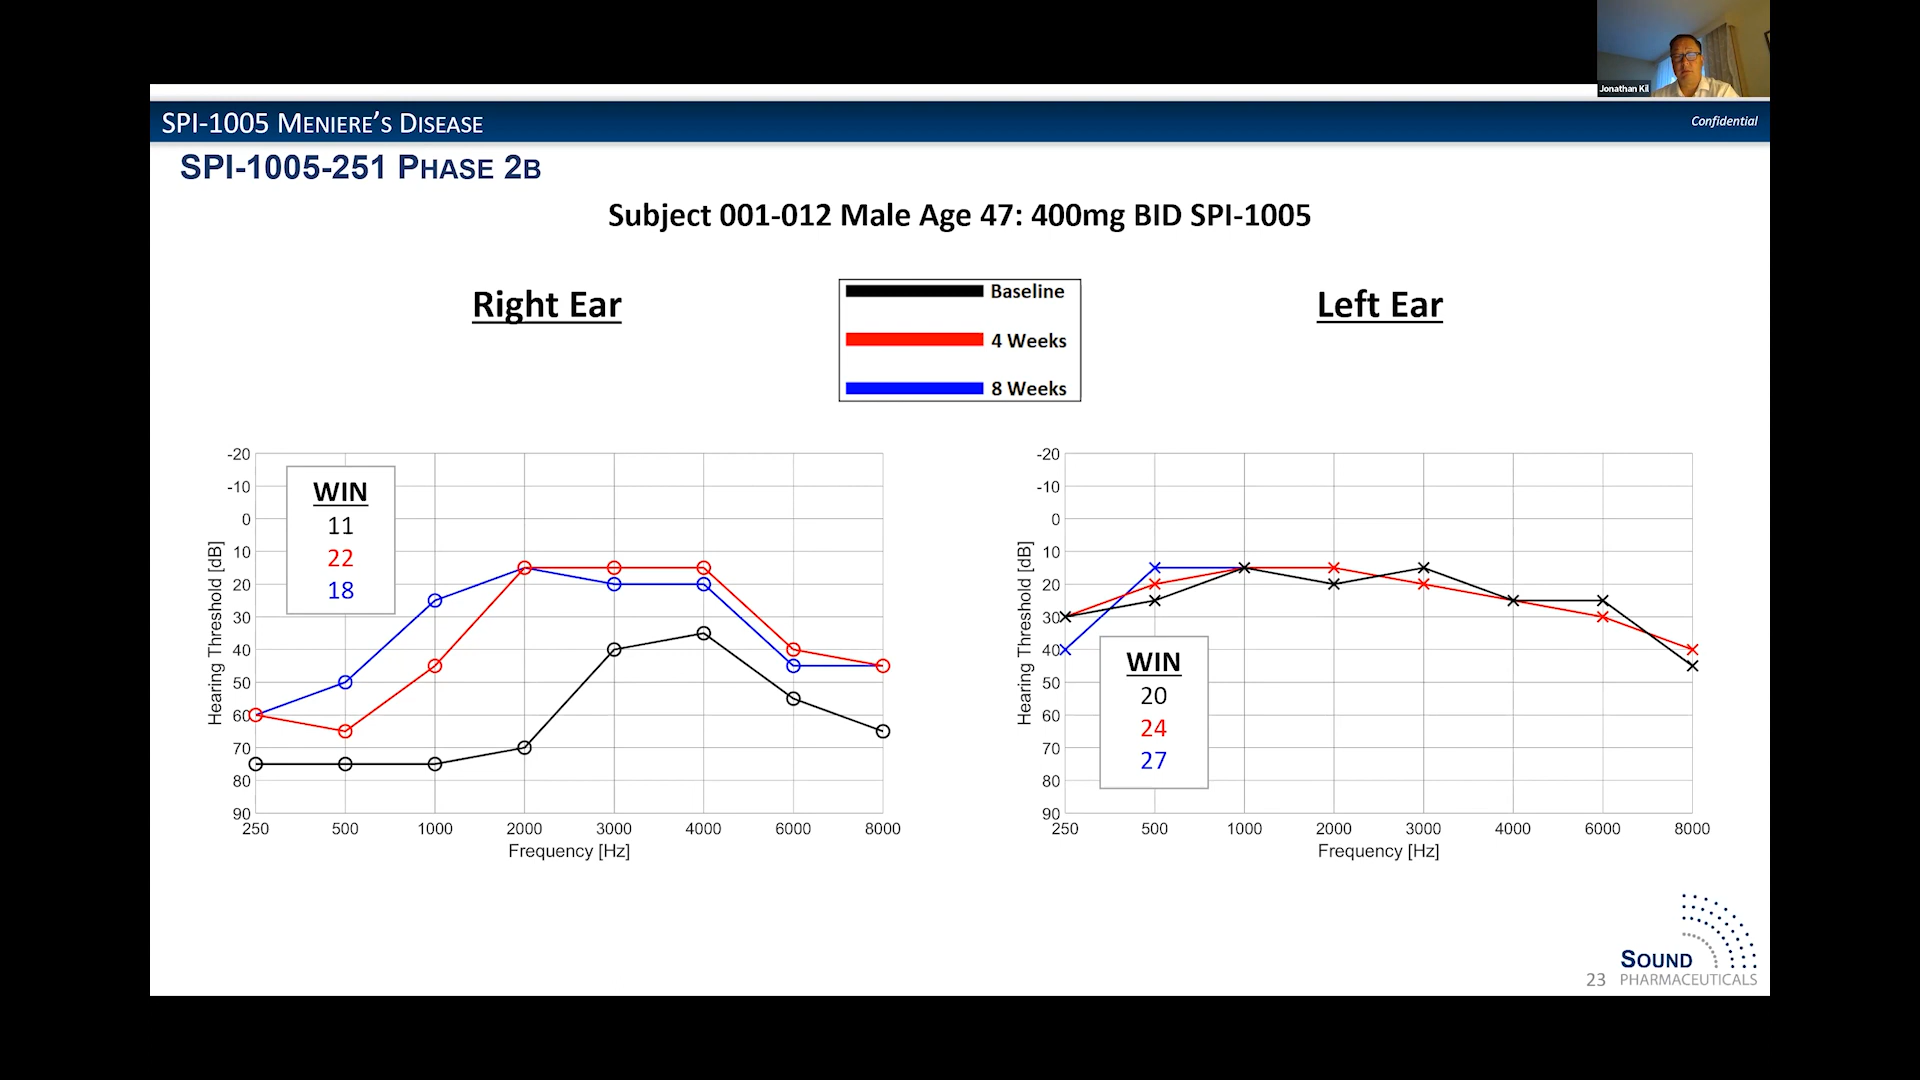 Jonathan Kil
SPI-1005 MENIERE'S DISEASE
Confidential
SPI-1005-251 PHASE 2B
Subject 001-012 Male Age 47: 400mg BID SPI-1005
Right Ear
Baseline
4 Weeks
8 Weeks
Left Ear
-20
-10
0
10
20
30
40
50
60
70
80
90
Hearing Threshold [dB]
WIN
11
22
18
250 500 1000 2000 3000 4000 6000 8000
Frequency [Hz]
-20
-10
0
10
20
30
40
50
60
70
80
90
Hearing Threshold [dB]
WIN
20
24
27
250 500 1000 2000 3000 4000 6000 8000
Frequency [Hz]
SOUND
23 PHARMACEUTICALS